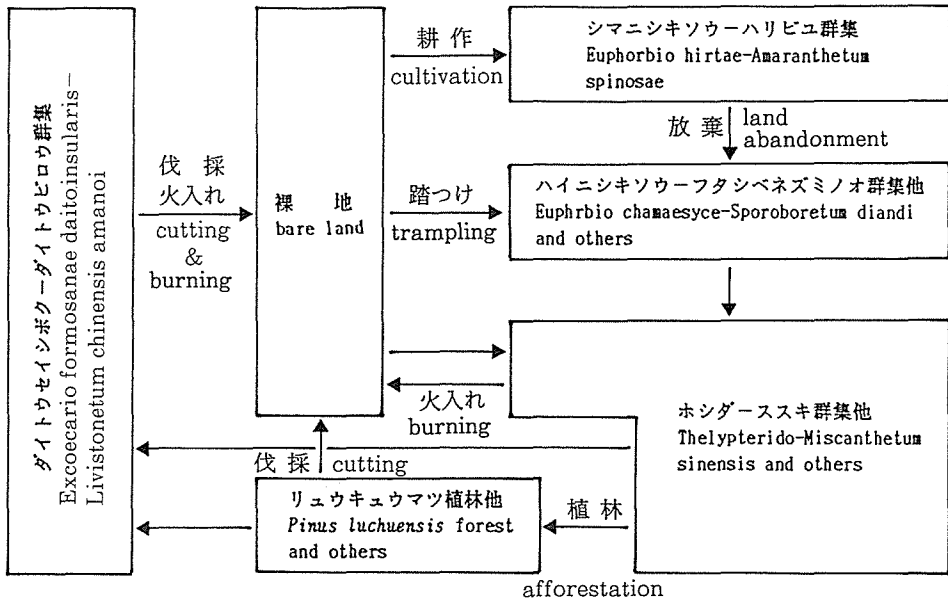 ダイトウセイシボクーダイトウビロウ群集
Excoecario formosanae daitoinsularis–
Livistonetum chinensis amanoi
伐 採
火入れ
cutting
&
burning
裸 地
bare land
耕 作
cultivation
シマニシキソウーハリビユ群集
Euphorbio hirtae-Amaranthetum
spinosae
放 棄
land
abandonment
踏つけ
trampling
ハイニシキソウーフタシベネズミノオ群集他
Euphrbio chamaesyce-Sporoboretum diandi
and others
火入れ
burning
ホシダーススキ群集他
Thelypterido-Miscanthetum
sinensis and others
伐 採 cutting
リュウキュウマツ植林他
Pinus luchuensis forest
and others
植 林
afforestation